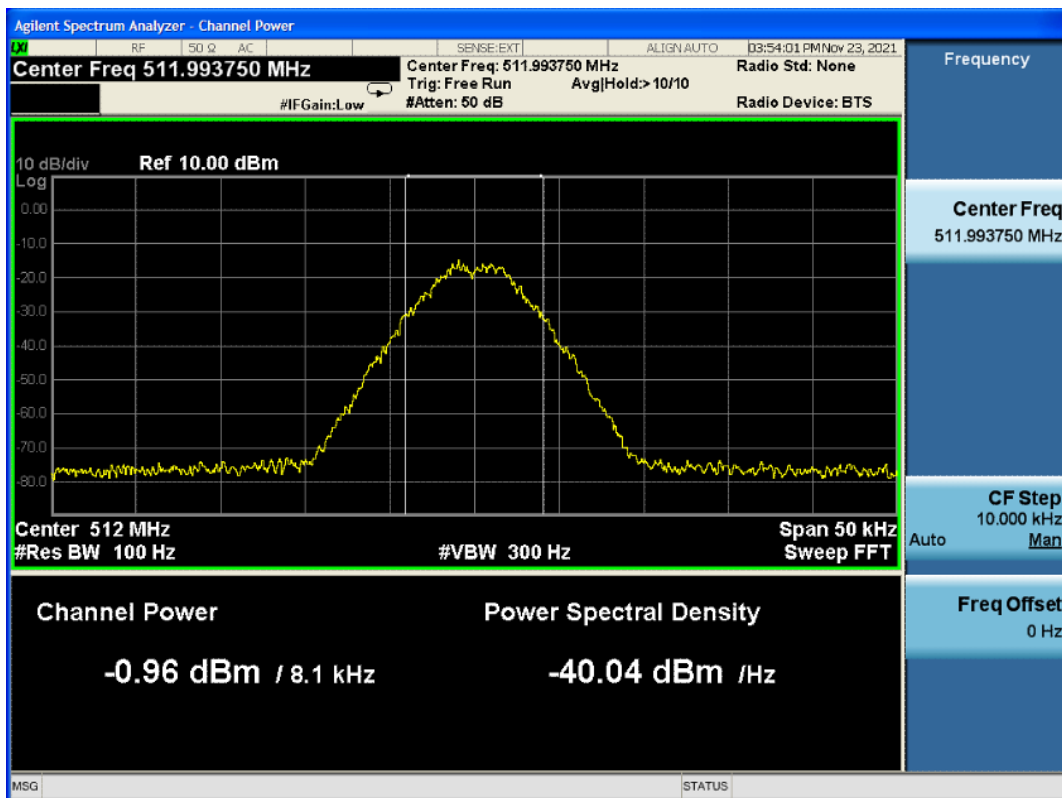 Agilent Spectrum Analyzer - Channel Power
LXI RF 50 Ω AC SENSE:EXT ALIGN AUTO 03:54:01 PM Nov 23, 2021
Center Freq 511.993750 MHz
Center Freq: 511.993750 MHz Radio Std: None
Trig: Free Run Avg|Hold:> 10/10
#IFGain:Low #Atten: 50 dB Radio Device: BTS
10 dB/div Ref 10.00 dBm
Log
0.00
-10.0
-20.0
-30.0
-40.0
-50.0
-60.0
-70.0
-80.0
Center 512 MHz Span 50 kHz
#Res BW 100 Hz #VBW 300 Hz Sweep FFT
Channel Power Power Spectral Density
-0.96 dBm / 8.1 kHz -40.04 dBm /Hz
MSG STATUS
Frequency
Center Freq
511.993750 MHz
CF Step
10.000 kHz
Auto Man
Freq Offset
0 Hz